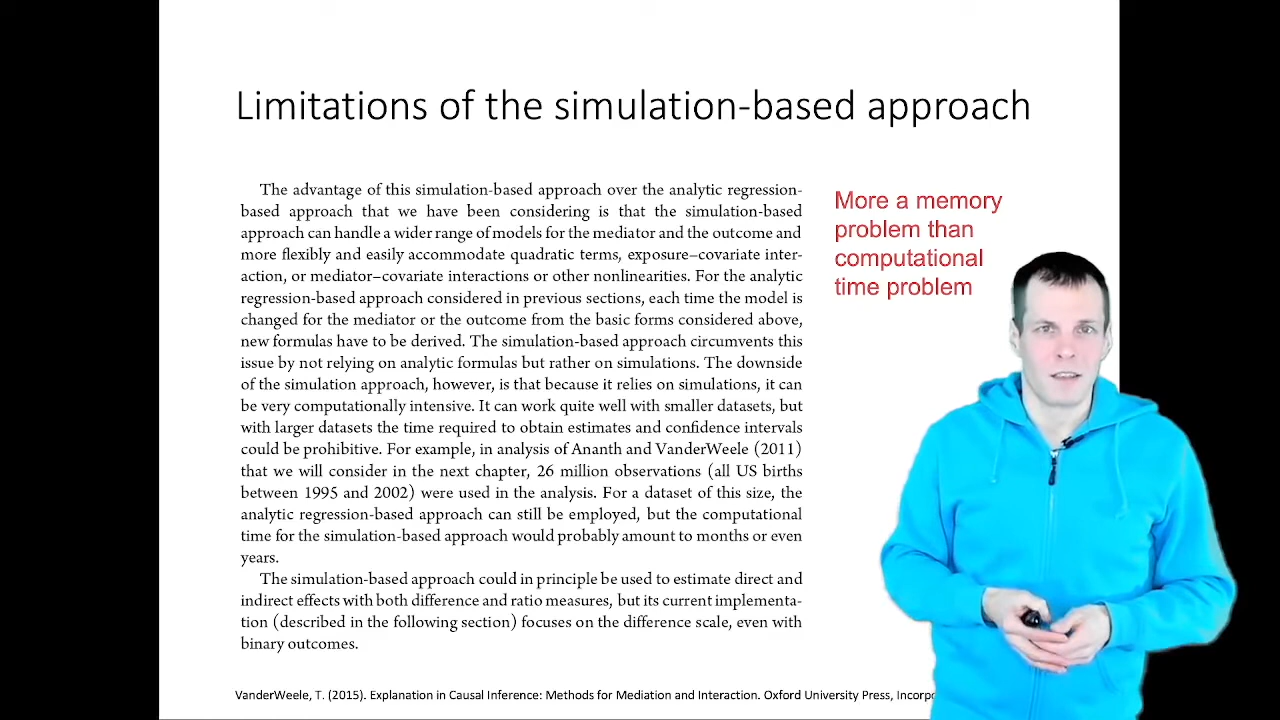 Limitations of the simulation-based approach
The advantage of this simulation-based approach over the analytic regression-
based approach that we have been considering is that the simulation-based
approach can handle a wider range of models for the mediator and the outcome and
more flexibly and easily accommodate quadratic terms, exposure–covariate inter-
action, or mediator–covariate interactions or other nonlinearities. For the analytic
regression-based approach considered in previous sections, each time the model is
changed for the mediator or the outcome from the basic forms considered above,
new formulas have to be derived. The simulation-based approach circumvents this
issue by not relying on analytic formulas but rather on simulations. The downside
of the simulation approach, however, is that because it relies on simulations, it can
be very computationally intensive. It can work quite well with smaller datasets, but
with larger datasets the time required to obtain estimates and confidence intervals
could be prohibitive. For example, in analysis of Ananth and VanderWeele (2011)
that we will consider in the next chapter, 26 million observations (all US births
between 1995 and 2002) were used in the analysis. For a dataset of this size, the
analytic regression-based approach can still be employed, but the computational
time for the simulation-based approach would probably amount to months or even
years.
The simulation-based approach could in principle be used to estimate direct and
indirect effects with both difference and ratio measures, but its current implementa-
tion (described in the following section) focuses on the difference scale, even with
binary outcomes.
More a memory
problem than
computational
time problem
VanderWeele, T. (2015). Explanation in Causal Inference: Methods for Mediation and Interaction. Oxford University Press, Incorpo